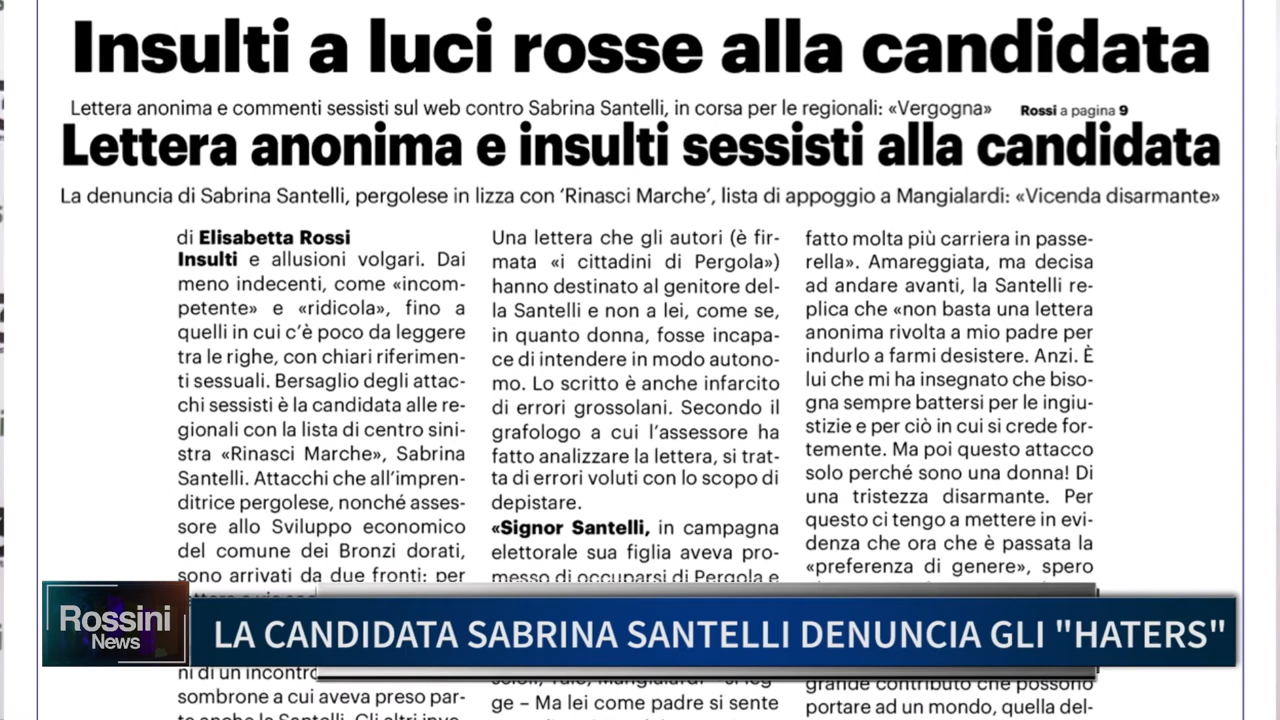 Insulti a luci rosse alla candidata
Lettera anonima e commenti sessisti sul web contro Sabrina Santelli, in corsa per le regionali: «Vergogna» Rossi a pagina 9
Lettera anonima e insulti sessisti alla candidata
La denuncia di Sabrina Santelli, pergolese in lizza con ‘Rinasci Marche’, lista di appoggio a Mangialardi: «Vicenda disarmante»
di Elisabetta Rossi
Insulti e allusioni volgari. Dai
meno indecenti, come «incom-
petente» e «ridicola», fino a
quelli in cui c’è poco da leggere
tra le righe, con chiari riferimen-
ti sessuali. Bersaglio degli attac-
chi sessisti è la candidata alle re-
gionali con la lista di centro sini-
stra «Rinasci Marche», Sabrina
Santelli. Attacchi che all’impren-
ditrice pergolese, nonché asses-
sore allo Sviluppo economico
del comune dei Bronzi dorati,
sono arrivati da due fronti: per
ni di un incontro
sombrone a cui aveva preso par-
Una lettera che gli autori (è fir-
mata «i cittadini di Pergola»)
hanno destinato al genitore del-
la Santelli e non a lei, come se,
in quanto donna, fosse incapa-
ce di intendere in modo autono-
mo. Lo scritto è anche infarcito
di errori grossolani. Secondo il
grafologo a cui l’assessore ha
fatto analizzare la lettera, si trat-
ta di errori voluti con lo scopo di
depistare.
«Signor Santelli, in campagna
elettorale sua figlia aveva pro-
messo di occuparsi di Pergola e
ge – Ma lei come padre si sente
fatto molta più carriera in passe-
rella». Amareggiata, ma decisa
ad andare avanti, la Santelli re-
plica che «non basta una lettera
anonima rivolta a mio padre per
indurlo a farmi desistere. Anzi. È
lui che mi ha insegnato che biso-
gna sempre battersi per le ingiu-
stizie e per ciò in cui si crede for-
temente. Ma poi questo attacco
solo perché sono una donna! Di
una tristezza disarmante. Per
questo ci tengo a mettere in evi-
denza che ora che è passata la
«preferenza di genere», spero
grande contributo che possono
portare ad un mondo, quella del-
Rossini
News
LA CANDIDATA SABRINA SANTELLI DENUNCIA GLI "HATERS"